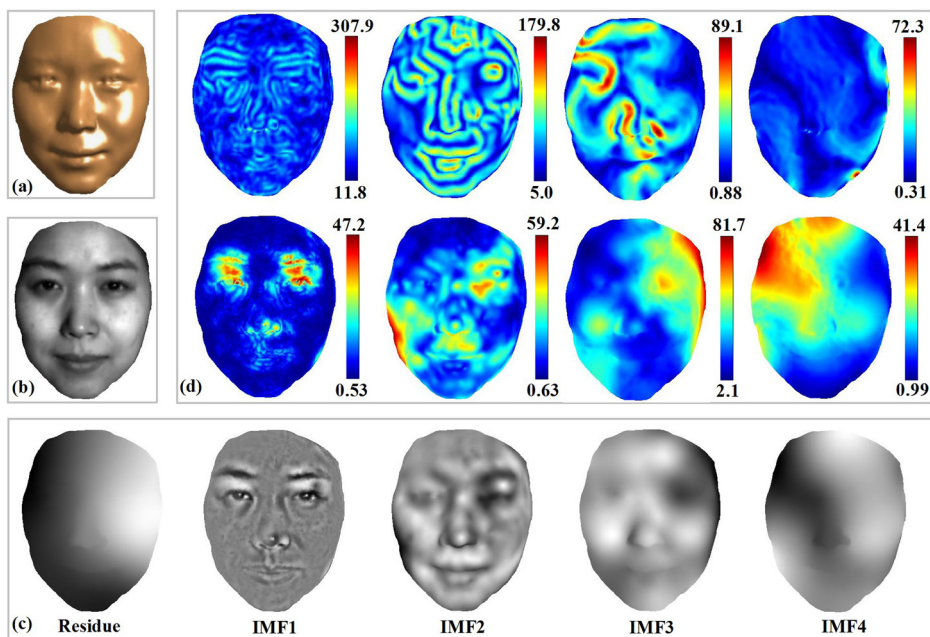 307.9 179.8 89.1 72.3
(a) 11.8 5.0 0.88 0.31
47.2 59.2 81.7 41.4
(b) (d) 0.53 0.63 2.1 0.99
(c) Residue IMF1 IMF2 IMF3 IMF4